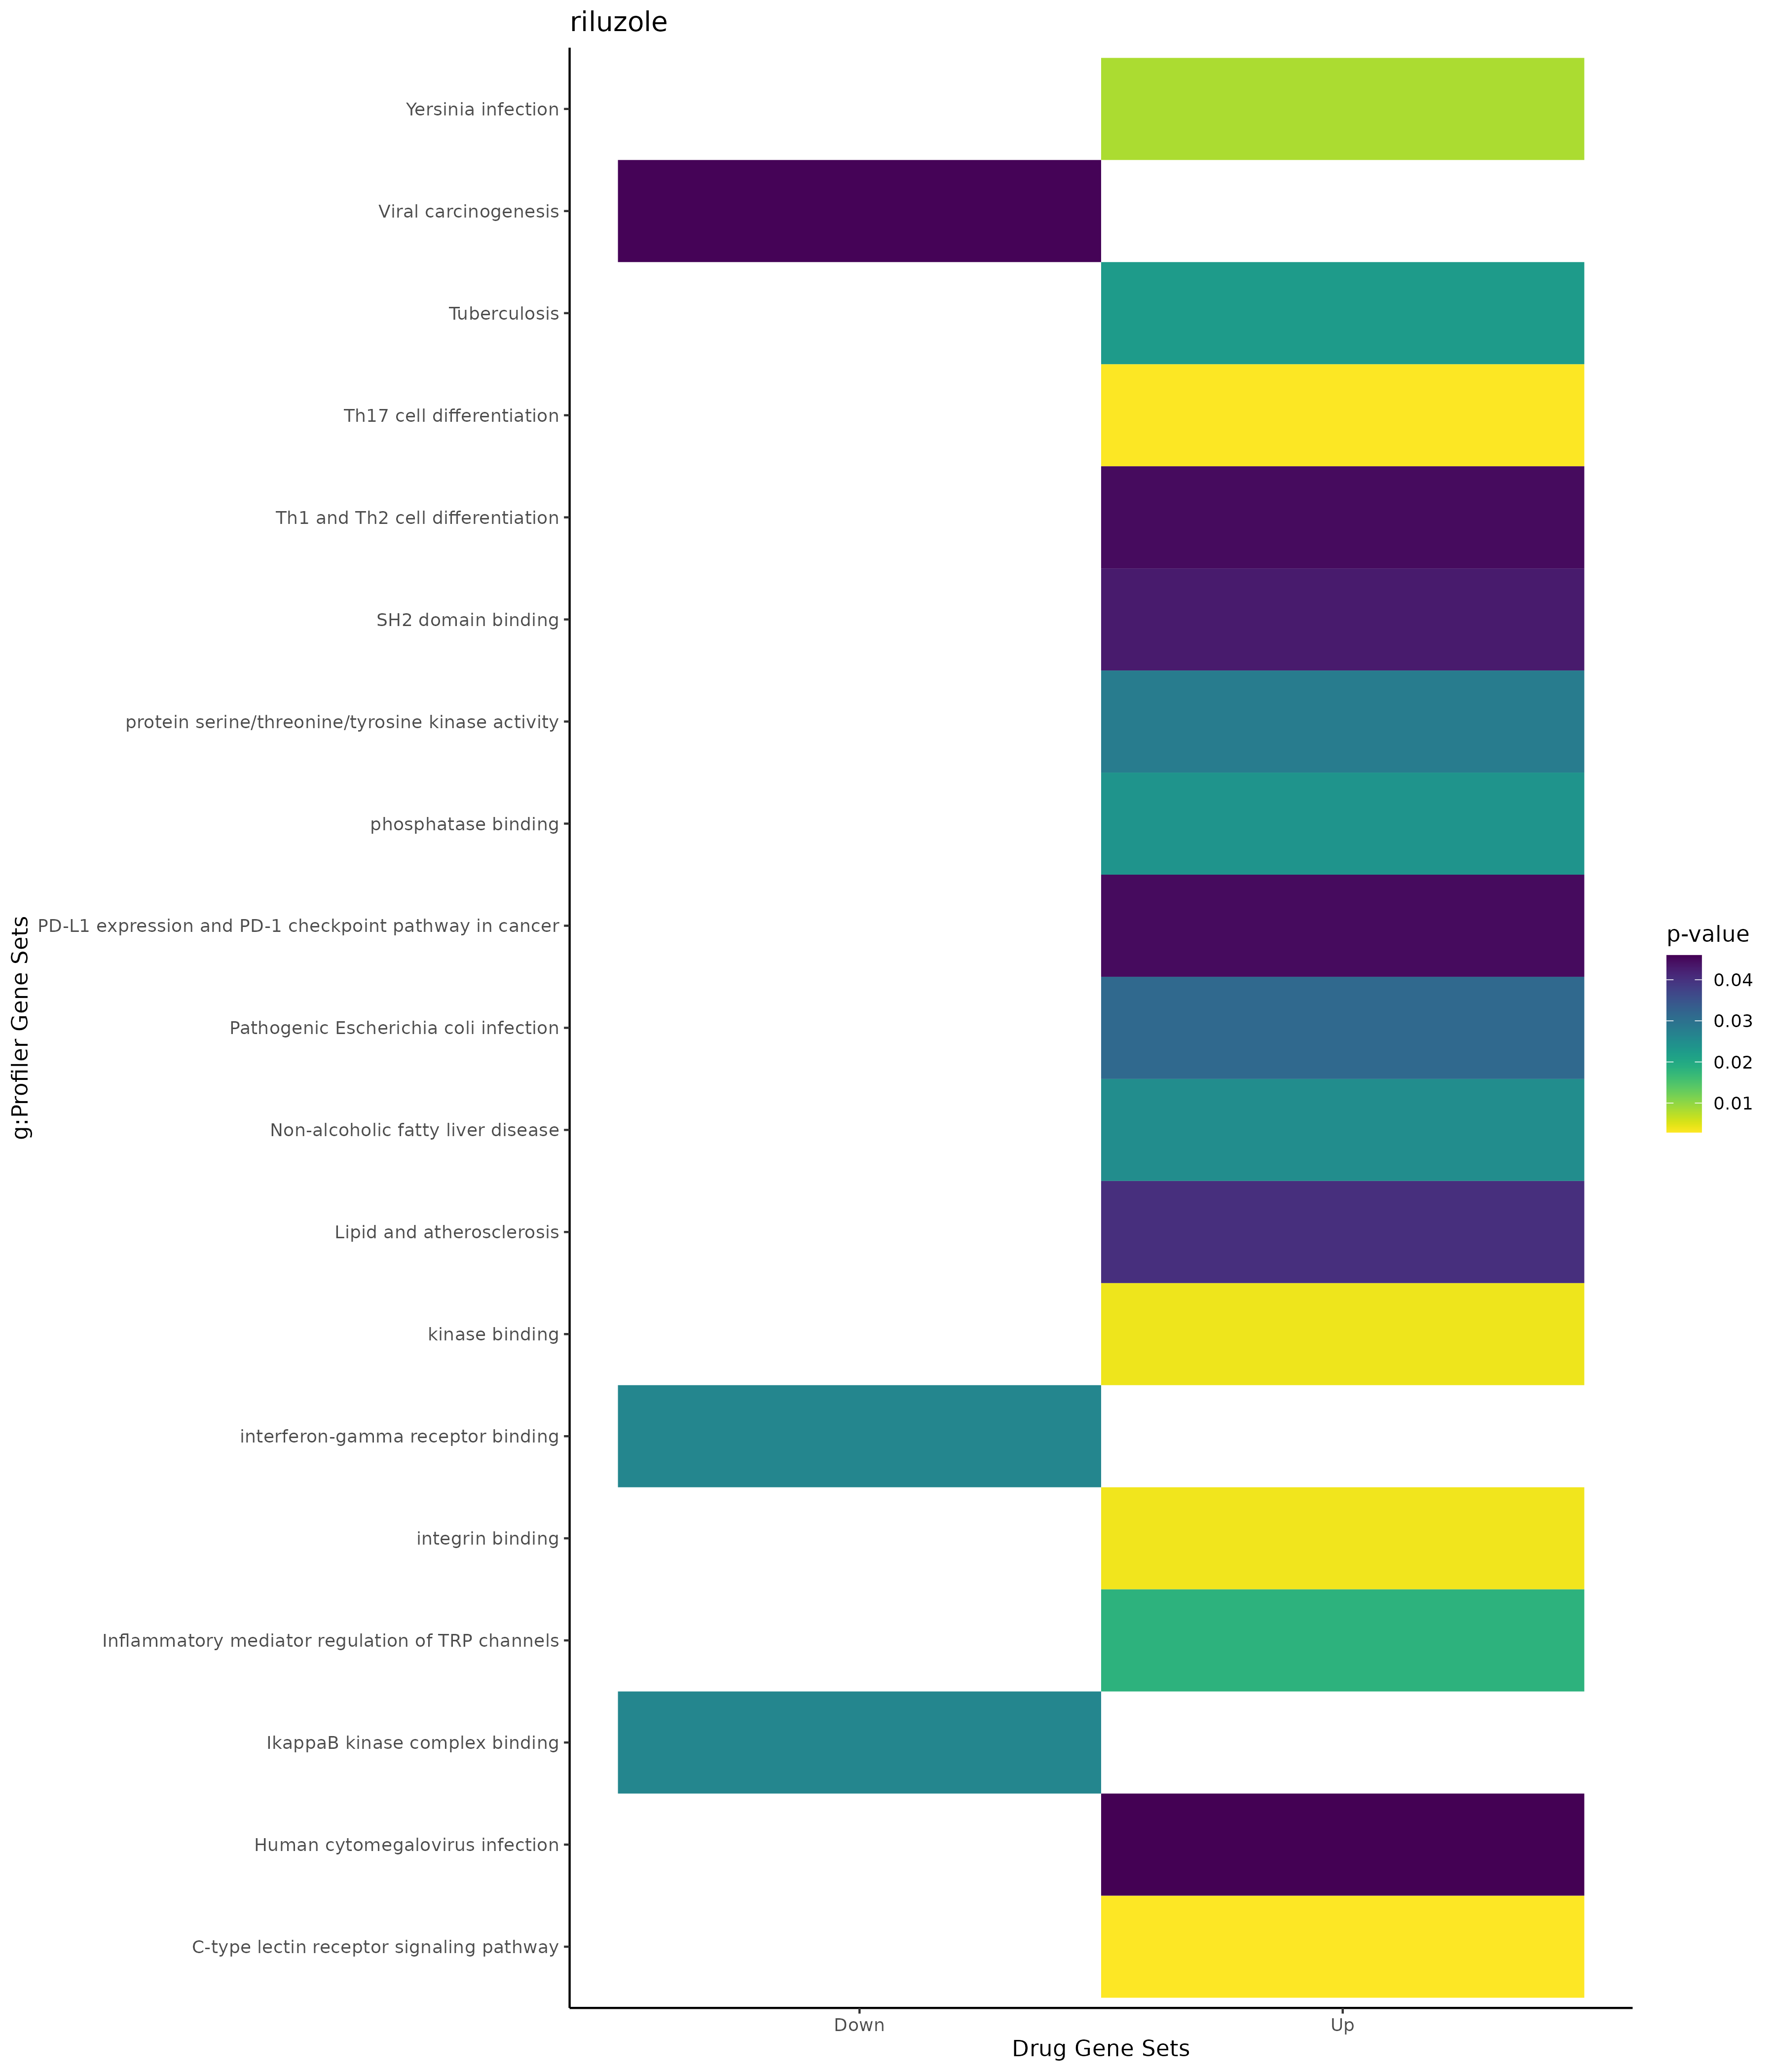 riluzole
Yersinia infection
Viral carcinogenesis
Tuberculosis
Th17 cell differentiation
Th1 and Th2 cell differentiation
SH2 domain binding
protein serine/threonine/tyrosine kinase activity
phosphatase binding
PD-L1 expression and PD-1 checkpoint pathway in cancer
Pathogenic Escherichia coli infection
Non-alcoholic fatty liver disease
Lipid and atherosclerosis
kinase binding
interferon-gamma receptor binding
integrin binding
Inflammatory mediator regulation of TRP channels
IkappaB kinase complex binding
Human cytomegalovirus infection
C-type lectin receptor signaling pathway
g:Profiler Gene Sets
Down Up
Drug Gene Sets
p-value
0.04
0.03
0.02
0.01